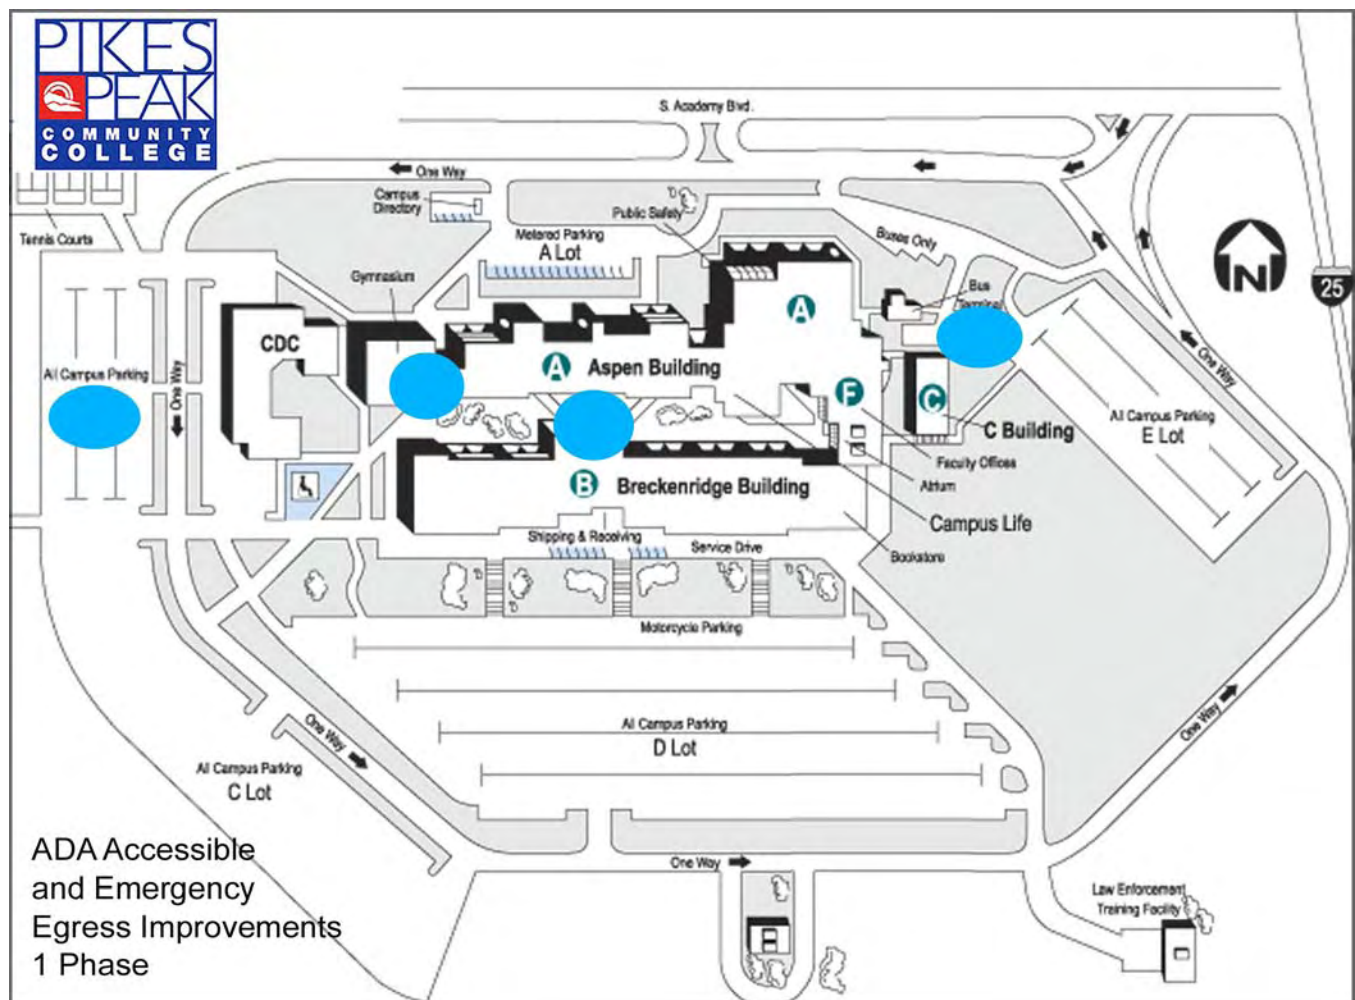 PIKES
PEAK
COMMUNITY
COLLEGE
S. Academy Blvd.
One Way
Campus
Directory
Public Safety
Tennis Courts
Metered Parking
A Lot
Buses Only
Gymnasium
Bus
Terminal
N
25
CDC
A
All Campus Parking
One Way
A
Aspen Building
F
C
One Way
All Campus Parking
E Lot
C Building
Faculty Offices
Atrium
B
Breckenridge Building
Campus Life
Shipping & Receiving
Service Drive
Bookstore
Motorcycle Parking
One Way
All Campus Parking
D Lot
One Way
All Campus Parking
C Lot
ADA Accessible
and Emergency
Egress Improvements
1 Phase
One Way
Law Enforcement
Training Facility